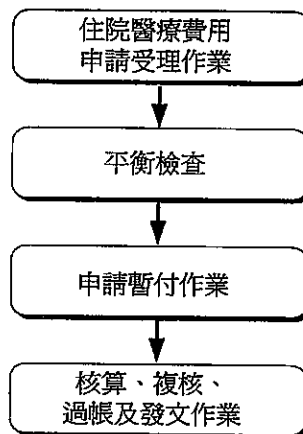 住院醫療費用
申請受理作業
平衡檢查
申請暫付作業
核算、複核、
過帳及發文作業